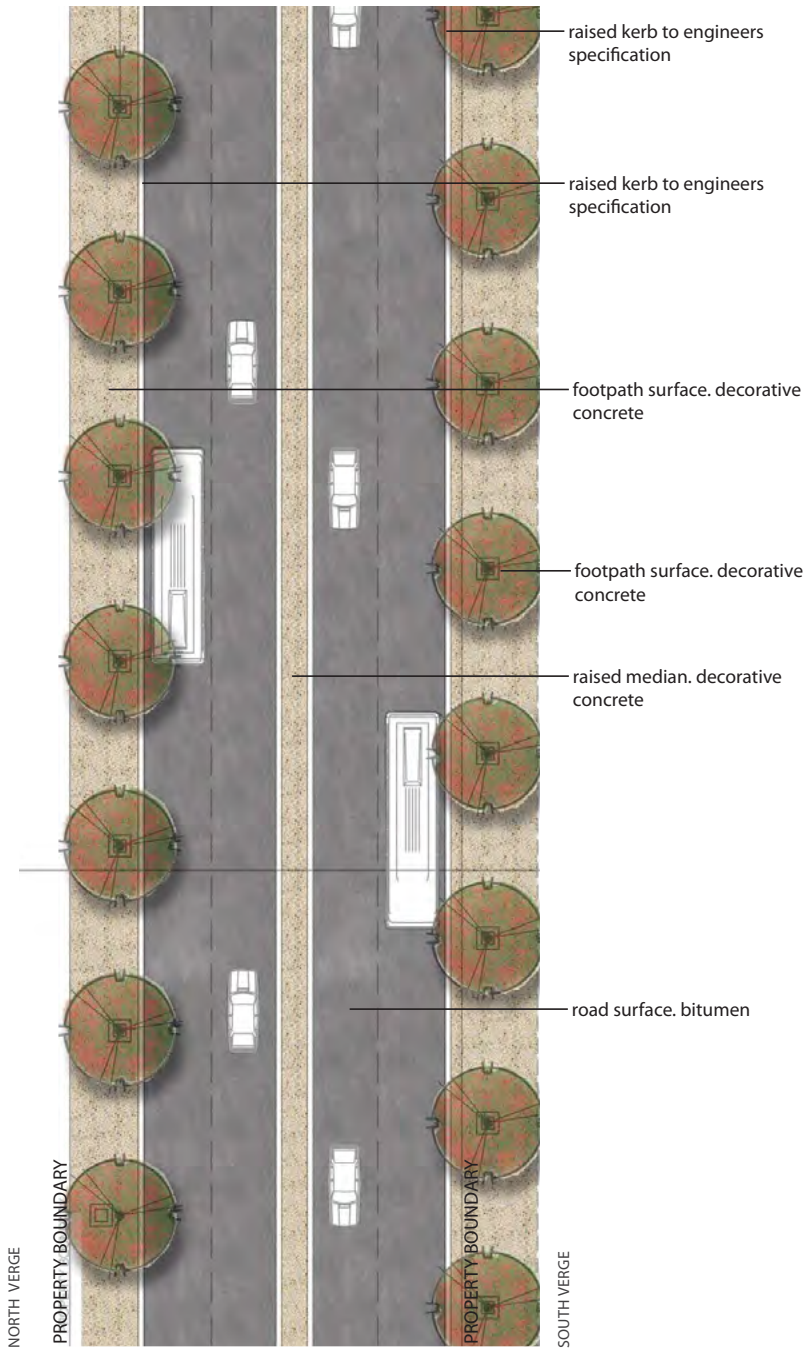 raised kerb to engineers
specification
raised kerb to engineers
specification
footpath surface. decorative
concrete
footpath surface. decorative
concrete
raised median. decorative
concrete
road surface. bitumen
NORTH VERGE
PROPERTY BOUNDARY
PROPERTY BOUNDARY
SOUTH VERGE